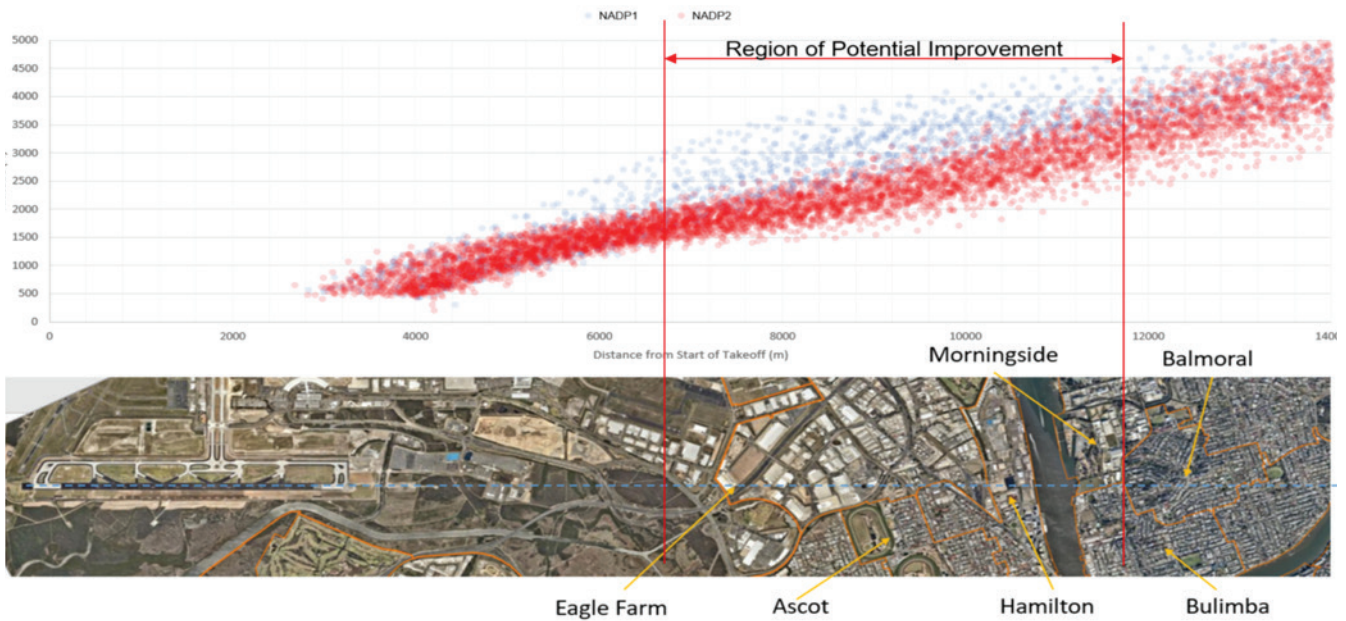 NADP1 NADP2
Region of Potential Improvement
5000
4500
4000
3500
3000
2500
2000
1500
1000
500
0
0 2000 4000 6000 8000 10000 12000 1400
Distance from Start of Takeoff (m)
Morningside
Balmoral
Eagle Farm
Ascot
Hamilton
Bulimba